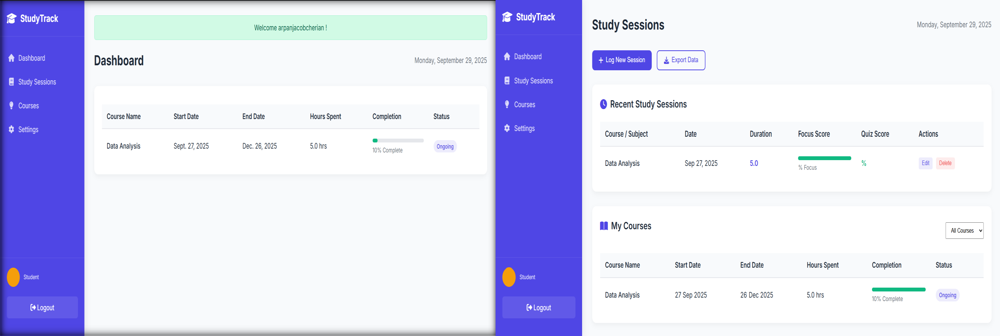 StudyTrack
Dashboard
Study Sessions
Courses
Settings
Student
Logout
Welcome arpanjacobcherian !
Dashboard
Monday, September 29, 2025
Course Name Start Date End Date Hours Spent Completion Status
Data Analysis Sept. 27, 2025 Dec. 26, 2025 5.0 hrs 10% Complete Ongoing
StudyTrack
Dashboard
Study Sessions
Courses
Settings
Student
Logout
Study Sessions
Monday, September 29, 2025
+ Log New Session Export Data
Recent Study Sessions
Course / Subject Date Duration Focus Score Quiz Score Actions
Data Analysis Sep 27, 2025 5.0 % Focus % Edit Delete
My Courses
All Courses
Course Name Start Date End Date Hours Spent Completion Status
Data Analysis 27 Sep 2025 26 Dec 2025 5.0 hrs 10% Complete Ongoing